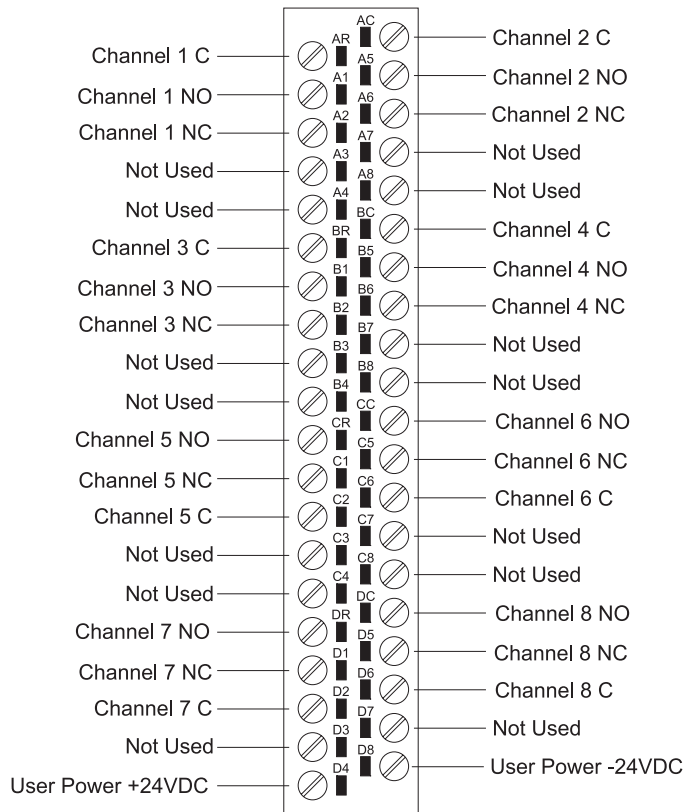 AC
Channel 2 C
AR
Channel 1 C
A5
Channel 2 NO
A1
Channel 1 NO
A6
Channel 2 NC
A2
Channel 1 NC
A7
Not Used
A3
Not Used
A8
Not Used
A4
Not Used
BC
Channel 4 C
BR
Channel 3 C
B5
Channel 4 NO
B1
Channel 3 NO
B6
Channel 4 NC
B2
Channel 3 NC
B7
Not Used
B3
Not Used
B8
Not Used
B4
Not Used
CC
Channel 6 NO
CR
Channel 5 NO
C5
Channel 6 NC
C1
Channel 5 NC
C6
Channel 6 C
C2
Channel 5 C
C7
Not Used
C3
Not Used
C8
Not Used
C4
Not Used
DC
Channel 8 NO
DR
Channel 7 NO
D5
Channel 8 NC
D1
Channel 7 NC
D6
Channel 8 C
D2
Channel 7 C
D7
Not Used
D3
Not Used
D8
User Power -24VDC
D4
User Power +24VDC